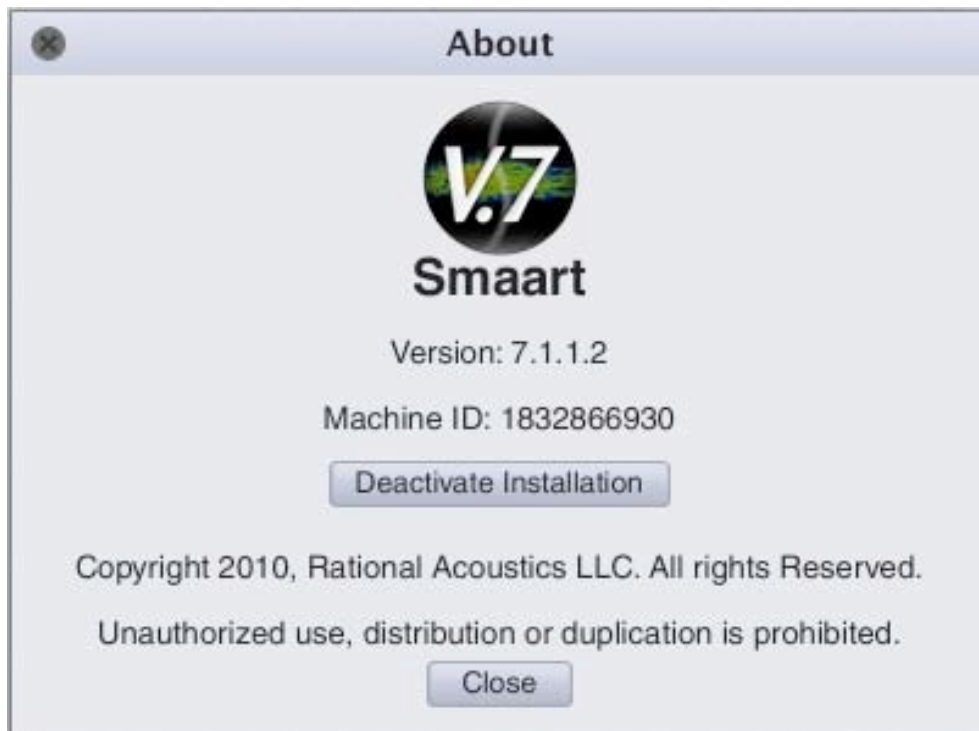 About
V.7
Smaart
Version: 7.1.1.2
Machine ID: 1832866930
Deactivate Installation
Copyright 2010, Rational Acoustics LLC. All rights Reserved.
Unauthorized use, distribution or duplication is prohibited.
Close